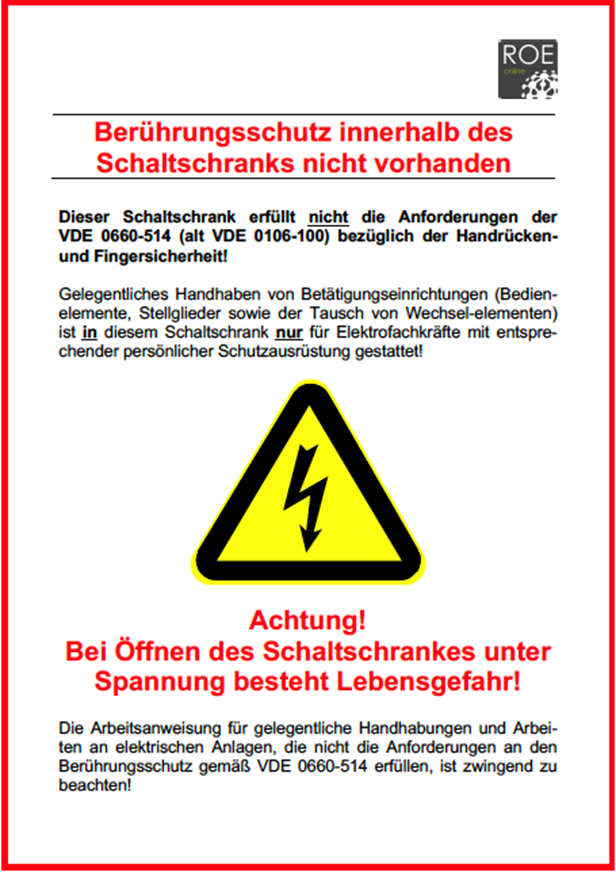 ROE
online
Berührungsschutz innerhalb des
Schaltschranks nicht vorhanden
Dieser Schaltschrank erfüllt nicht die Anforderungen der
VDE 0660-514 (alt VDE 0106-100) bezüglich der Handrücken-
und Fingersicherheit!
Gelegentliches Handhaben von Betätigungseinrichtungen (Bedien-
elemente, Stellglieder sowie der Tausch von Wechsel-elementen)
ist in diesem Schaltschrank nur für Elektrofachkräfte mit entspre-
chender persönlicher Schutzausrüstung gestattet!
Achtung!
Bei Öffnen des Schaltschrankes unter
Spannung besteht Lebensgefahr!
Die Arbeitsanweisung für gelegentliche Handhabungen und Arbei-
ten an elektrischen Anlagen, die nicht die Anforderungen an den
Berührungsschutz gemäß VDE 0660-514 erfüllen, ist zwingend zu
beachten!